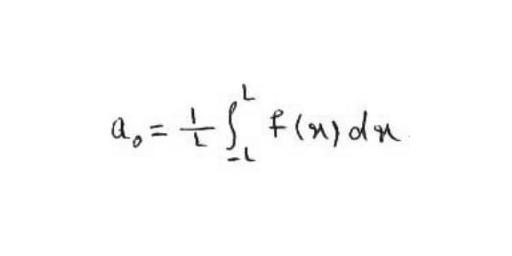 a₀ = 1/L ∫_{-L}^{L} f(x) dx